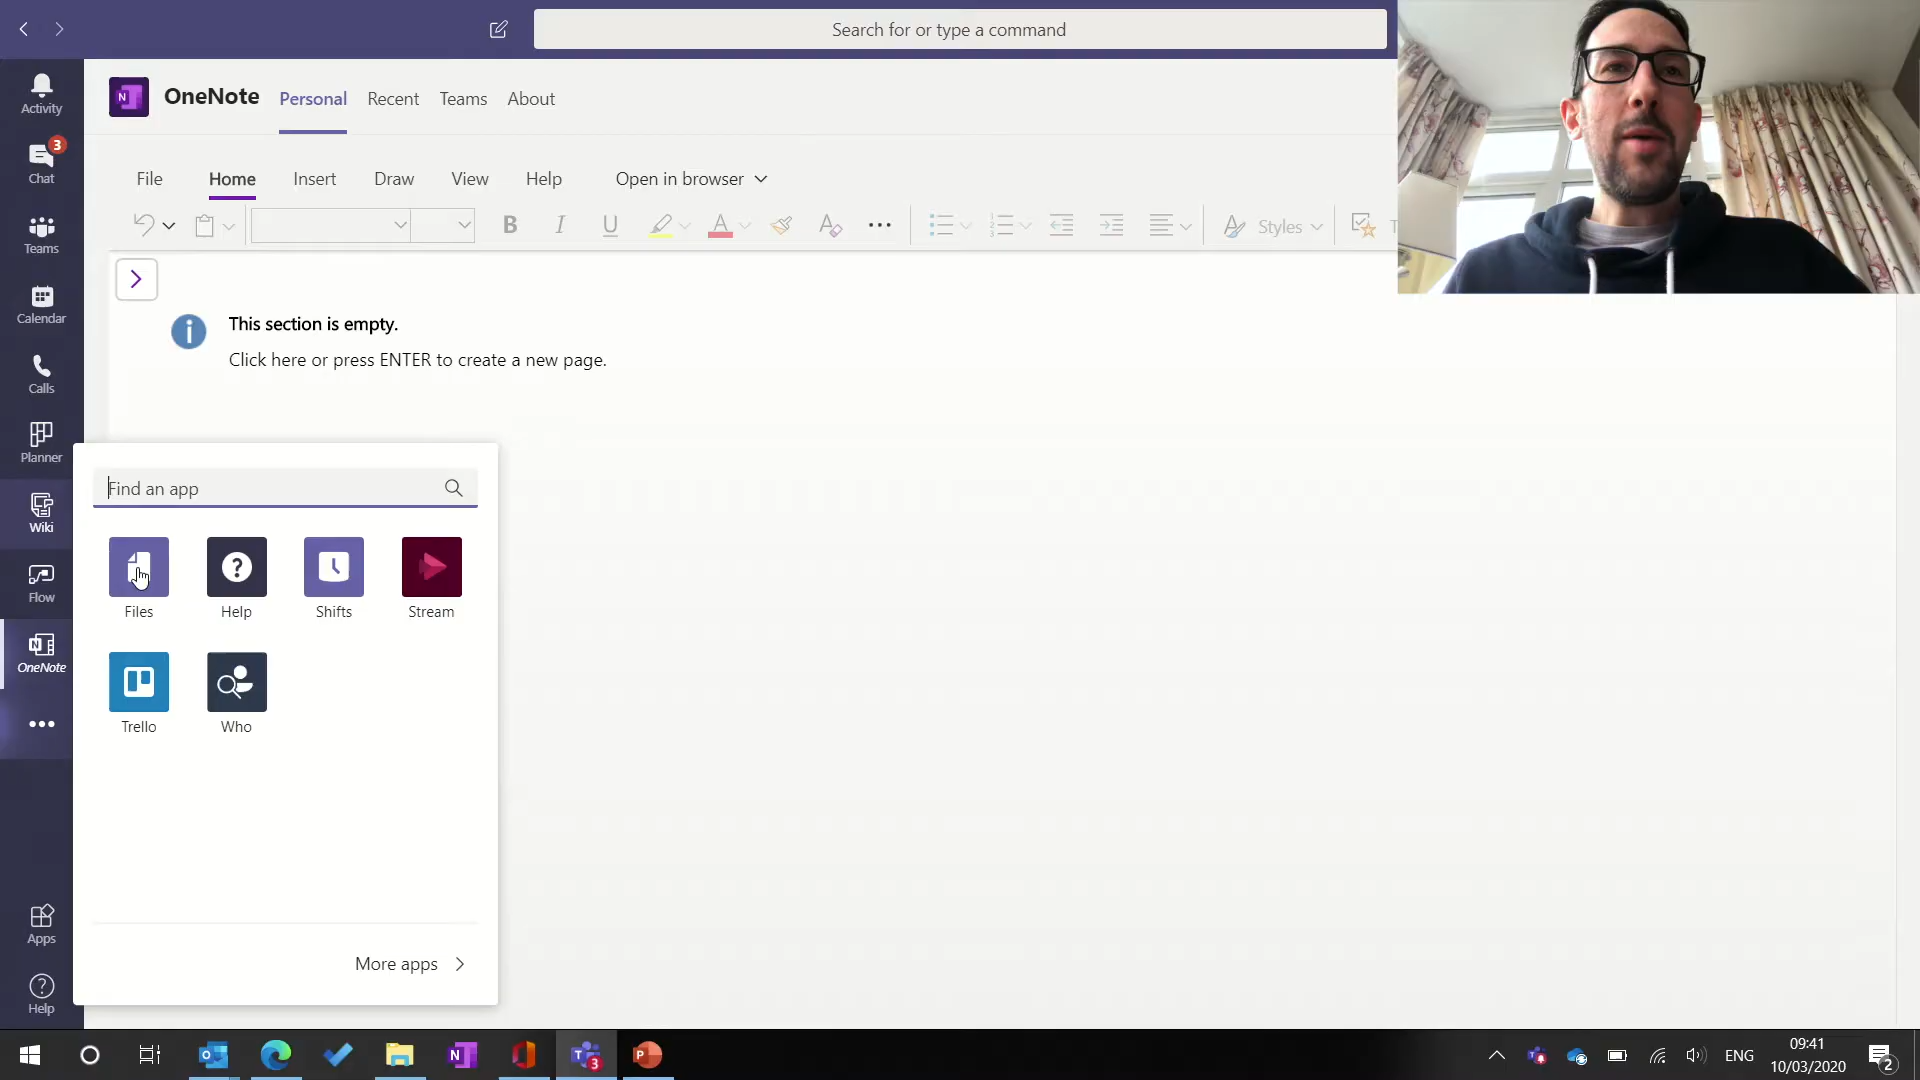 Search for or type a command
Activity
3
Chat
Teams
Calendar
Calls
Planner
Wiki
Flow
OneNote
Apps
Help
N
OneNote
Personal
Recent
Teams
About
File
Home
Insert
Draw
View
Help
Open in browser
B
I
U
A
A
Styles
T
This section is empty.
Click here or press ENTER to create a new page.
Find an app
Files
Help
Shifts
Stream
Trello
Who
More apps
3
ENG
09:41
10/03/2020
2